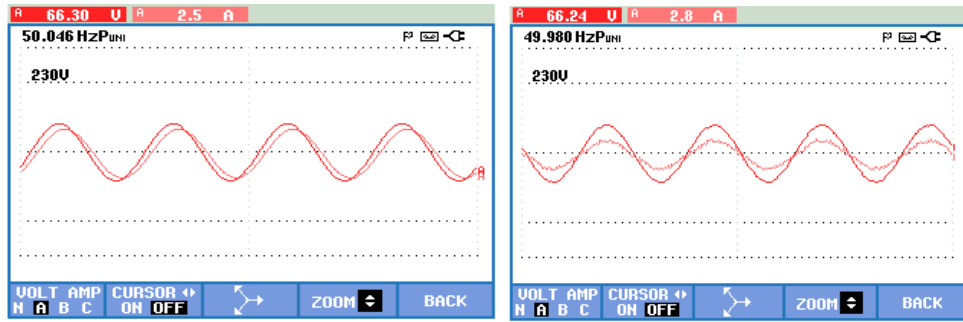 A 66.30 V A 2.5 A
50.046 HzPUNI
230V
A
VOLT AMP CURSOR
N A B C ON OFF ZOOM BACK
A 66.24 V A 2.8 A
49.980 HzPUNI
230V
VOLT AMP CURSOR
N A B C ON OFF ZOOM BACK